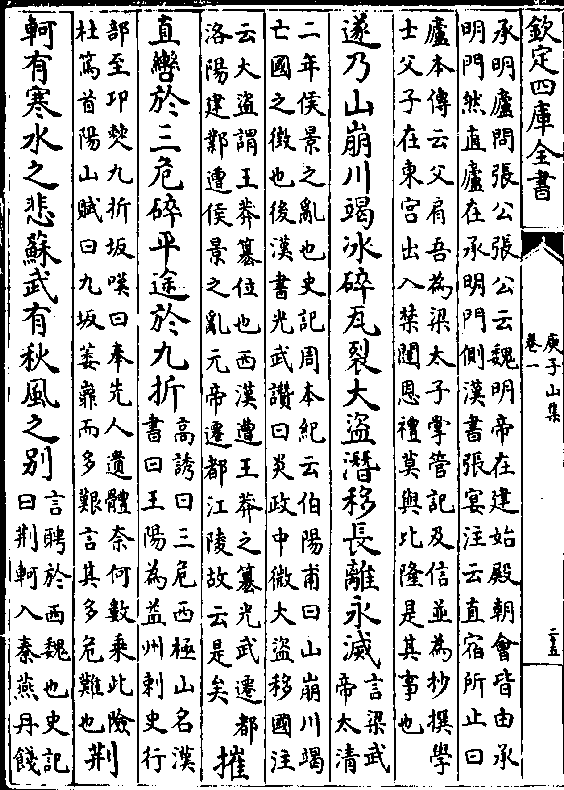 欽定四庫全書
庾子山集
卷一
二五
承明廬問張公張公云魏明帝在建始殿朝會皆由承
明門然直廬在承明門側漢書張宴注云直宿所止曰
廬本傳云父肩吾為梁太子掌管記及信並為抄撰學
士父子在東宮出入禁闥恩禮莫與比隆是其事也
遂乃山崩川竭冰碎瓦裂大盜潛移長離永滅
言梁武
帝太清
二年侯景之亂也史記周本紀云伯陽甫曰山崩川竭
亡國之徵也後漢書光武讚曰炎政中微大盜移國注
云大盜謂王莽篡位也西漢遭王莽之篡光武遷都
洛陽建鄴遭侯景之亂元帝遷都江陵故云是矣
摧
直轡於三危碎平途於九折
高誘曰三危西極山名漢
書曰王陽為益州刺史行
部至邛僰九折坂嘆曰奉先人遺體奈何數乘此險
杜篤首陽山賦曰九坂萎㠑而多艱言其多危難也
荆
軻有寒水之悲蘇武有秋風之别
言聘於西魏也史記
曰荆軻入秦燕丹餞